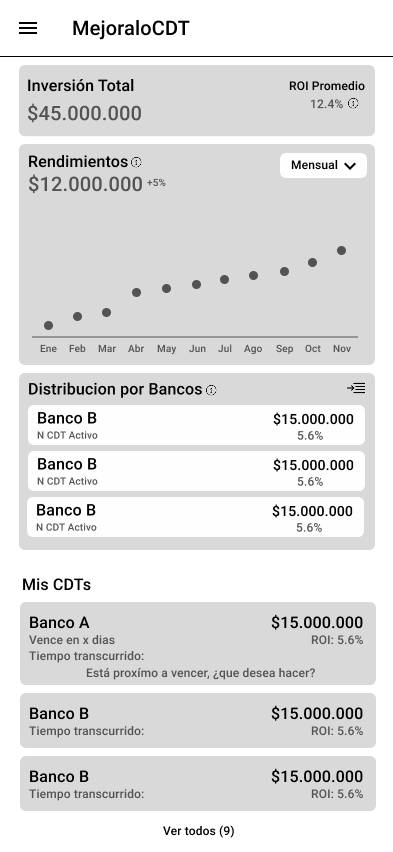 MejoraloCDT
Inversión Total
ROI Promedio
$45.000.000
12.4%
Rendimientos
Mensual
$12.000.000 +5%
Ene Feb Mar Abr May Jun Jul Ago Sep Oct Nov
Distribucion por Bancos
Banco B $15.000.000
N CDT Activo 5.6%
Banco B $15.000.000
N CDT Activo 5.6%
Banco B $15.000.000
N CDT Activo 5.6%
Mis CDTs
Banco A $15.000.000
Vence en x dias ROI: 5.6%
Tiempo transcurrido:
Está proxímo a vencer, ¿que desea hacer?
Banco B $15.000.000
Tiempo transcurrido: ROI: 5.6%
Banco B $15.000.000
Tiempo transcurrido: ROI: 5.6%
Ver todos (9)